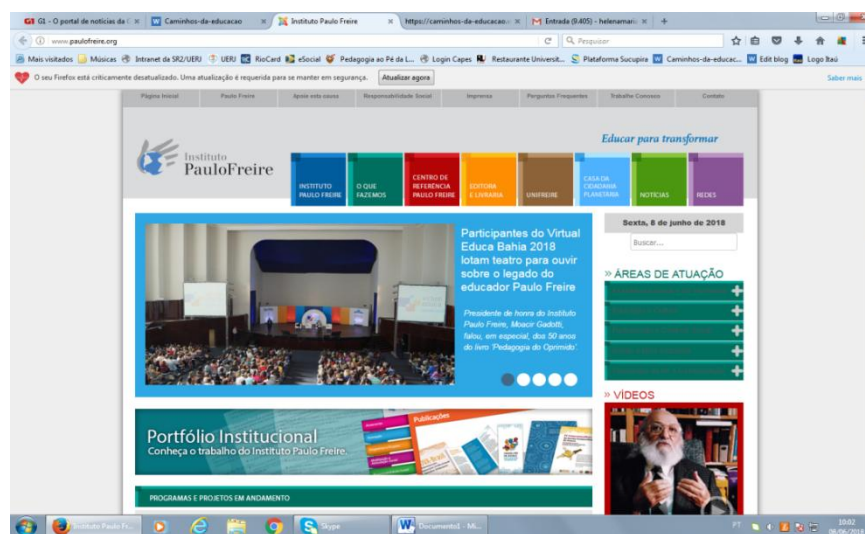 G1 G1 - O portal de notícias da
Caminhos-da-educacao
Instituto Paulo Freire
https://caminhos-da-educacao.
Entrada (9.405) - helenamari
www.paulofreire.org
Pesquisar
Mais visitados
Músicas
Intranet da SR2/UERJ
UERJ
RioCard
eSocial
Pedagogia ao Pé da L...
Login Capes
Restaurante Universit...
Plataforma Sucupira
Caminhos-da-educac...
Edit blog
Logo Itaú
O seu Firefox está criticamente desatualizado. Uma atualização é requerida para se manter em segurança.
Atualizar agora
Saber mais
Página Inicial
Paulo Freire
Apoie esta causa
Responsabilidade Social
Imprensa
Perguntas Frequentes
Trabalhe Conosco
Contato
Educar para transformar
Instituto
PauloFreire
INSTITUTO
PAULO FREIRE
O QUE
FAZEMOS
CENTRO DE
REFERÊNCIA
PAULO FREIRE
EDITORA
E LIVRARIA
UNIFREIRE
CASA DA
CIDADANIA
PLANETÁRIA
NOTÍCIAS
REDES
Participantes do Virtual
Educa Bahia 2018
lotam teatro para ouvir
sobre o legado do
educador Paulo Freire
Presidente de honra do Instituto
Paulo Freire, Moacir Gadotti,
falou, em especial, dos 50 anos
do livro 'Pedagogia do Oprimido'.
Sexta, 8 de junho de 2018
Buscar...
» ÁREAS DE ATUAÇÃO
» VÍDEOS
Portfólio Institucional
Conheça o trabalho do Instituto Paulo Freire.
Publicações
PROGRAMAS E PROJETOS EM ANDAMENTO
Instituto Paulo Fr...
Skype
Documento1 - Mi...
PT
10:02
08/06/2018